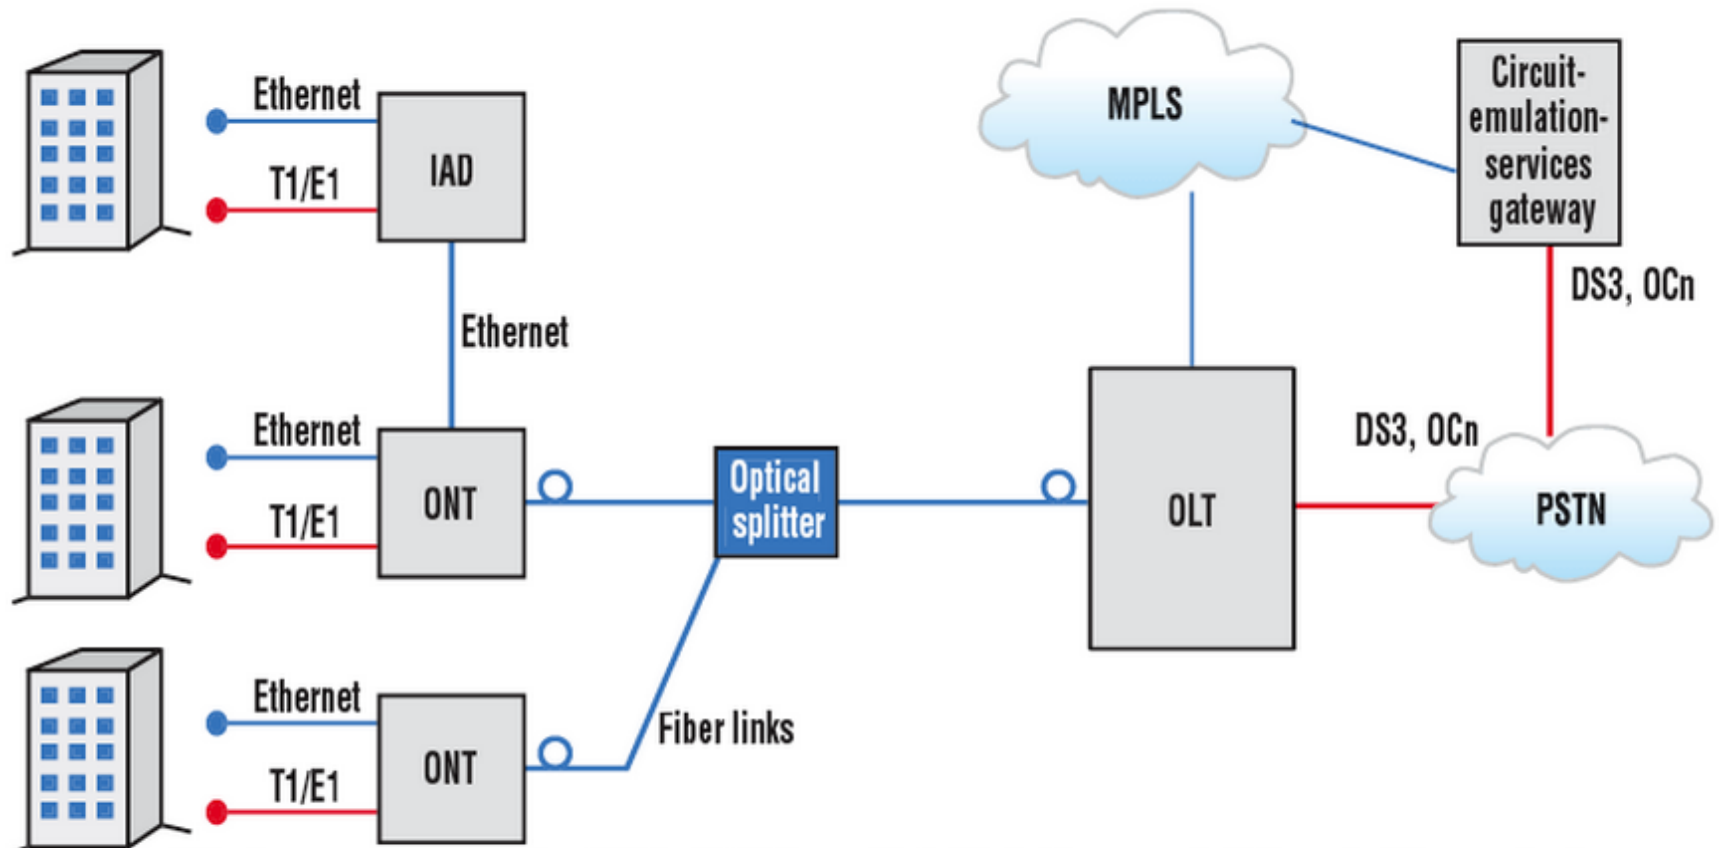 Ethernet
T1/E1
IAD
Ethernet
Ethernet
T1/E1
ONT
Optical
splitter
Ethernet
T1/E1
ONT
Fiber links
MPLS
OLT
Circuit-
emulation-
services
gateway
DS3, OCn
DS3, OCn
PSTN